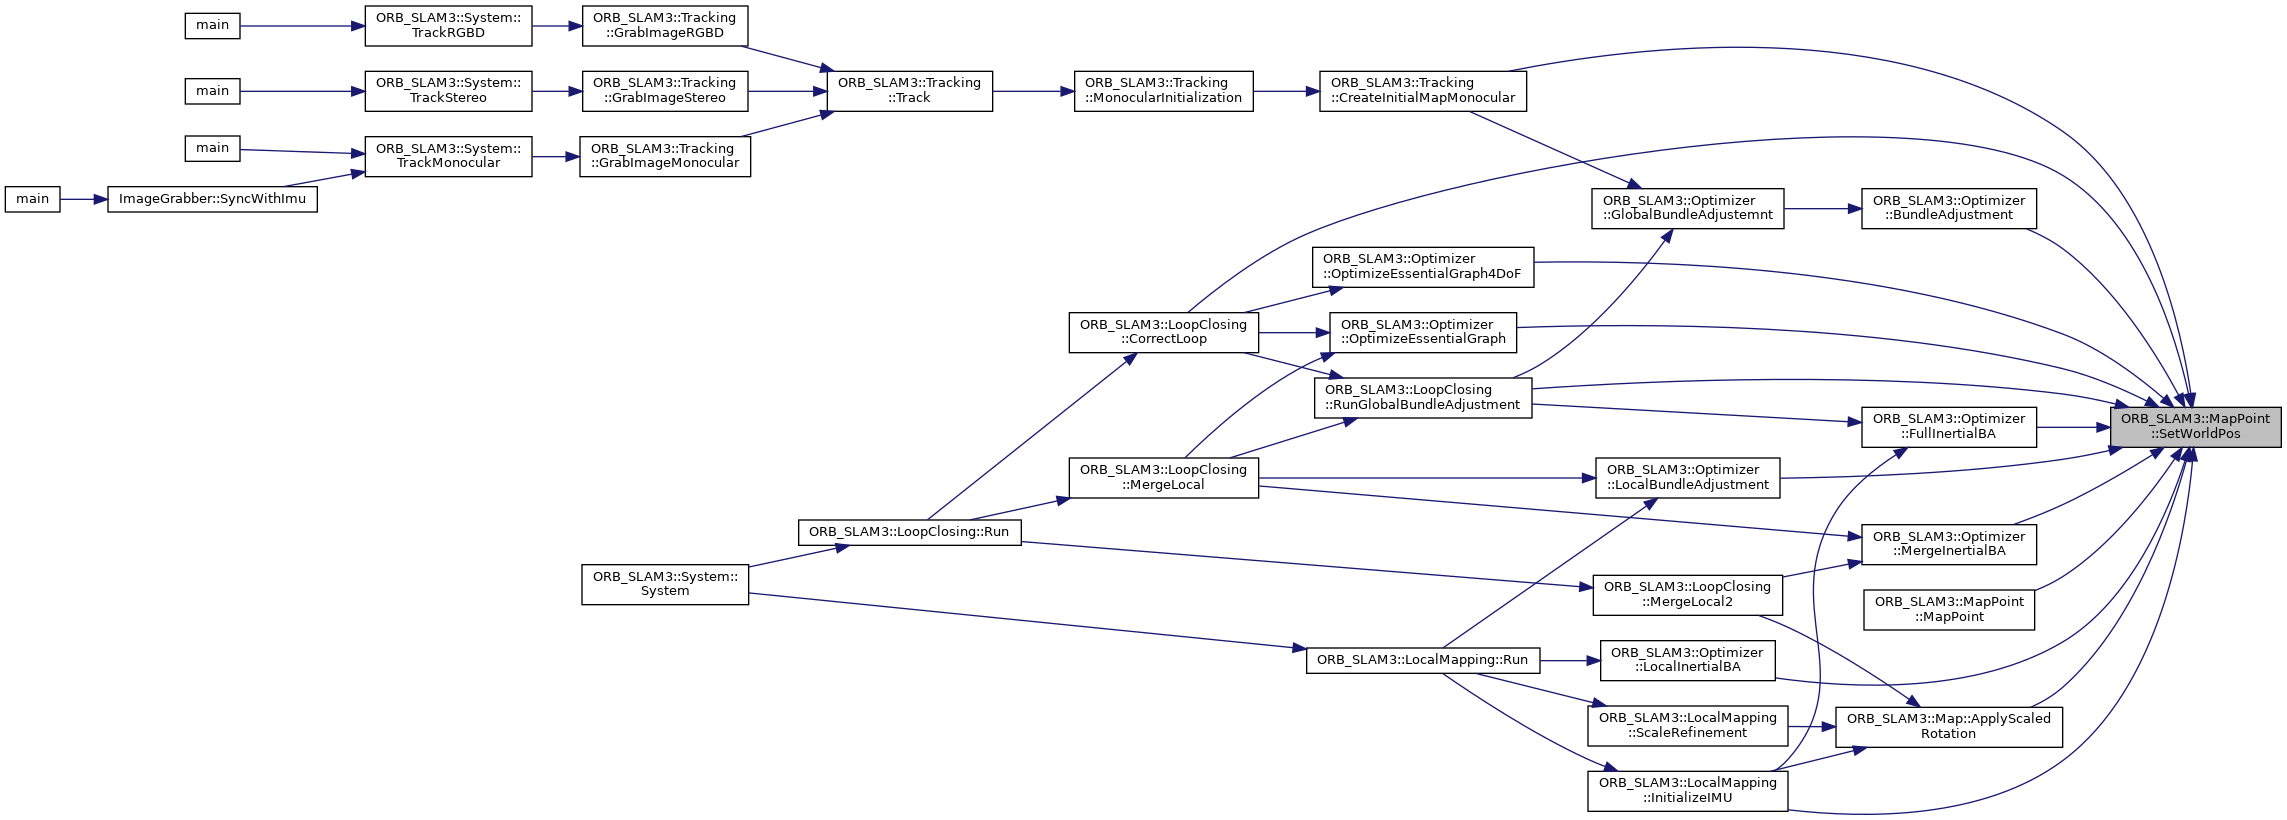 main
ORB_SLAM3::System::
TrackRGBD
ORB_SLAM3::Tracking
::GrabImageRGBD
main
ORB_SLAM3::System::
TrackStereo
ORB_SLAM3::Tracking
::GrabImageStereo
ORB_SLAM3::Tracking
::Track
ORB_SLAM3::Tracking
::MonocularInitialization
ORB_SLAM3::Tracking
::CreateInitialMapMonocular
main
ORB_SLAM3::System::
TrackMonocular
ORB_SLAM3::Tracking
::GrabImageMonocular
main
ImageGrabber::SyncWithImu
ORB_SLAM3::Optimizer
::GlobalBundleAdjustemnt
ORB_SLAM3::Optimizer
::BundleAdjustment
ORB_SLAM3::Optimizer
::OptimizeEssentialGraph4DoF
ORB_SLAM3::LoopClosing
::CorrectLoop
ORB_SLAM3::Optimizer
::OptimizeEssentialGraph
ORB_SLAM3::LoopClosing
::RunGlobalBundleAdjustment
ORB_SLAM3::Optimizer
::FullInertialBA
ORB_SLAM3::MapPoint
::SetWorldPos
ORB_SLAM3::LoopClosing
::MergeLocal
ORB_SLAM3::Optimizer
::LocalBundleAdjustment
ORB_SLAM3::LoopClosing::Run
ORB_SLAM3::Optimizer
::MergeInertialBA
ORB_SLAM3::System::
System
ORB_SLAM3::LoopClosing
::MergeLocal2
ORB_SLAM3::MapPoint
::MapPoint
ORB_SLAM3::LocalMapping::Run
ORB_SLAM3::Optimizer
::LocalInertialBA
ORB_SLAM3::LocalMapping
::ScaleRefinement
ORB_SLAM3::Map::ApplyScaled
Rotation
ORB_SLAM3::LocalMapping
::InitializeIMU